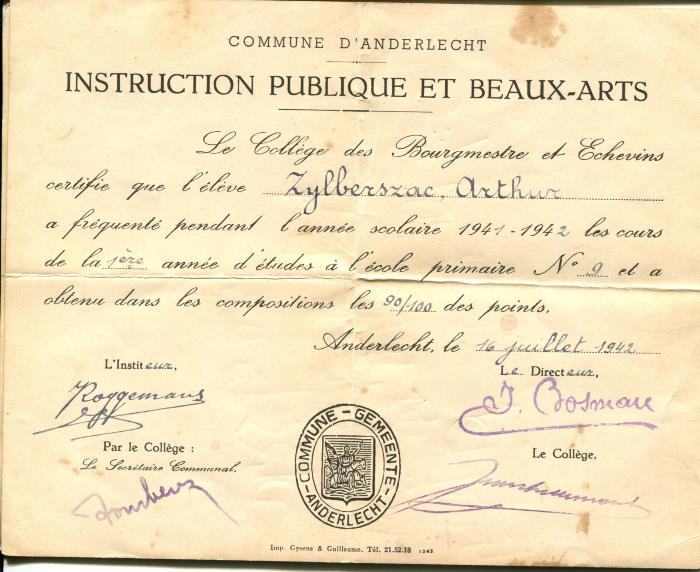 COMMUNE D'ANDERLECHT
INSTRUCTION PUBLIQUE ET BEAUX-ARTS
Le Collège des Bourgmestre et Echevins
certifie que l'élève Zylberszac, Arthur
a fréquenté pendant l'année scolaire 1941-1942 les cours
de la 1ère année d'études à l'école primaire N° 9 et a
obtenu dans les compositions les 90/100 des points.
Anderlecht, le 16 juillet 1942
L'Instituteur,
Le Directeur,
Roggemans
J. Bosmans
Par le Collège :
Le Secrétaire Communal,
Le Collège,
COMMUNE - GEMEENTE
- ANDERLECHT -
Imp. Gysens & Guillaume. Tél. 21.52.18 1243